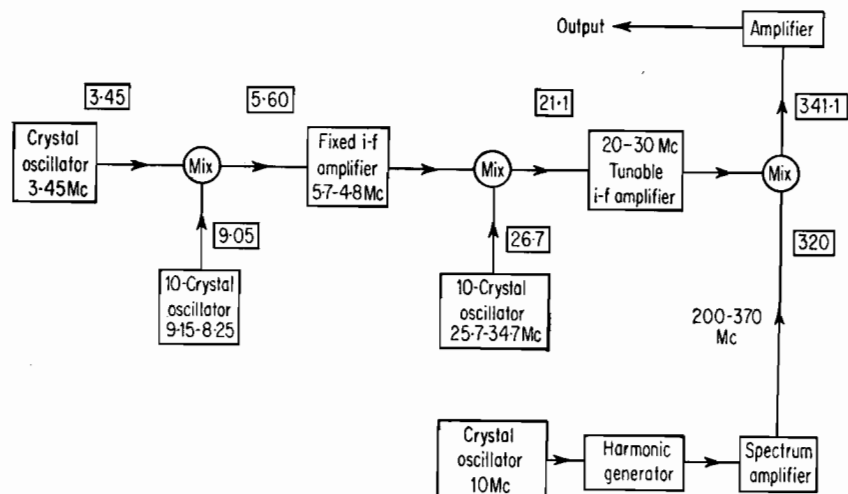 Output
Amplifier
3·45
5·60
21·1
341·1
Crystal
oscillator
3·45Mc
Mix
Fixed i-f
amplifier
5·7-4·8Mc
Mix
20-30 Mc
Tunable
i-f amplifier
Mix
9·05
26·7
320
10-Crystal
oscillator
9·15-8·25
10-Crystal
oscillator
25·7-34·7Mc
200-370
Mc
Crystal
oscillator
10Mc
Harmonic
generator
Spectrum
amplifier